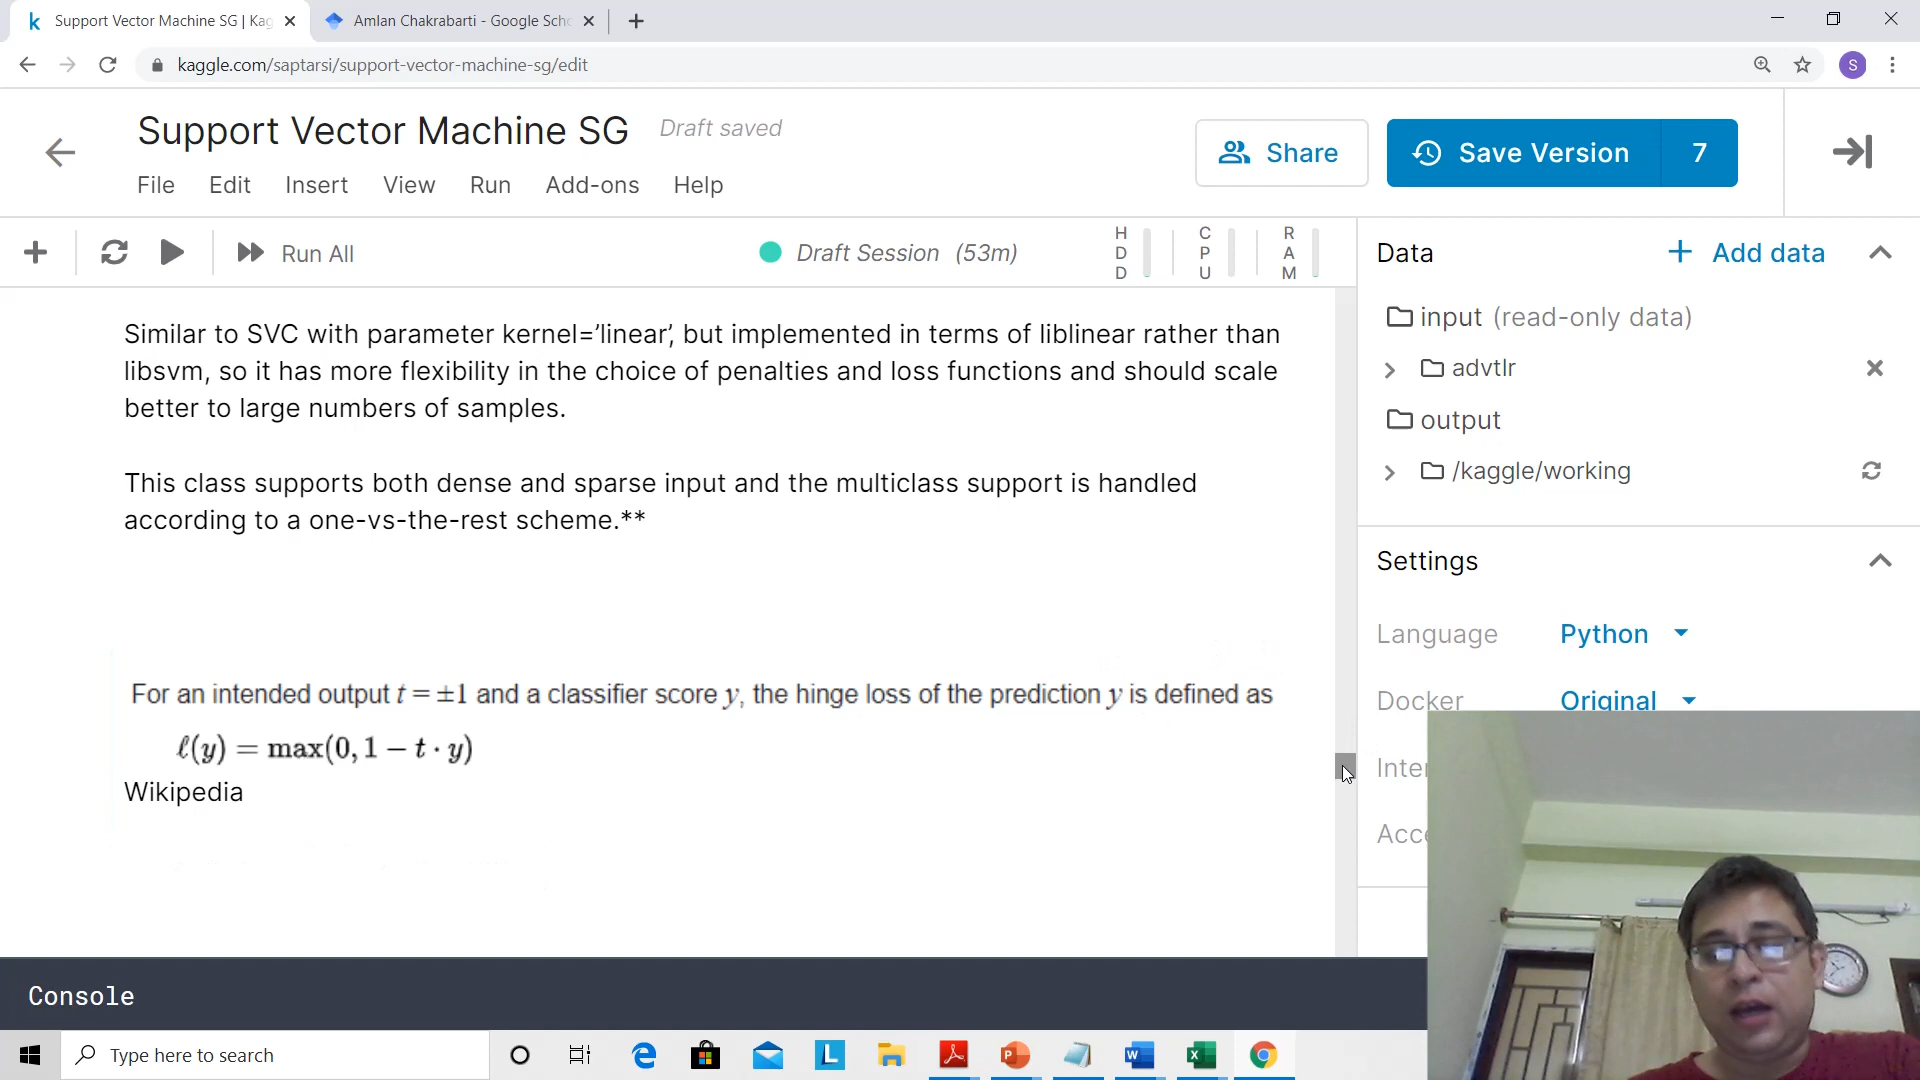 Support Vector Machine SG | Kag
Amlan Chakrabarti - Google Scho
kaggle.com/saptarsi/support-vector-machine-sg/edit
S
Support Vector Machine SG
Draft saved
Share
Save Version
7
File
Edit
Insert
View
Run
Add-ons
Help
Run All
Draft Session (53m)
HDD
CPU
RAM
Data
Add data
Similar to SVC with parameter kernel=’linear’, but implemented in terms of liblinear rather than
libsvm, so it has more flexibility in the choice of penalties and loss functions and should scale
better to large numbers of samples.
This class supports both dense and sparse input and the multiclass support is handled
according to a one-vs-the-rest scheme.**
For an intended output t = ±1 and a classifier score y, the hinge loss of the prediction y is defined as
ℓ(y) = max(0, 1 − t · y)
Wikipedia
input (read-only data)
advtlr
output
/kaggle/working
Settings
Language
Python
Docker
Original
Inter
Acce
Console
Type here to search